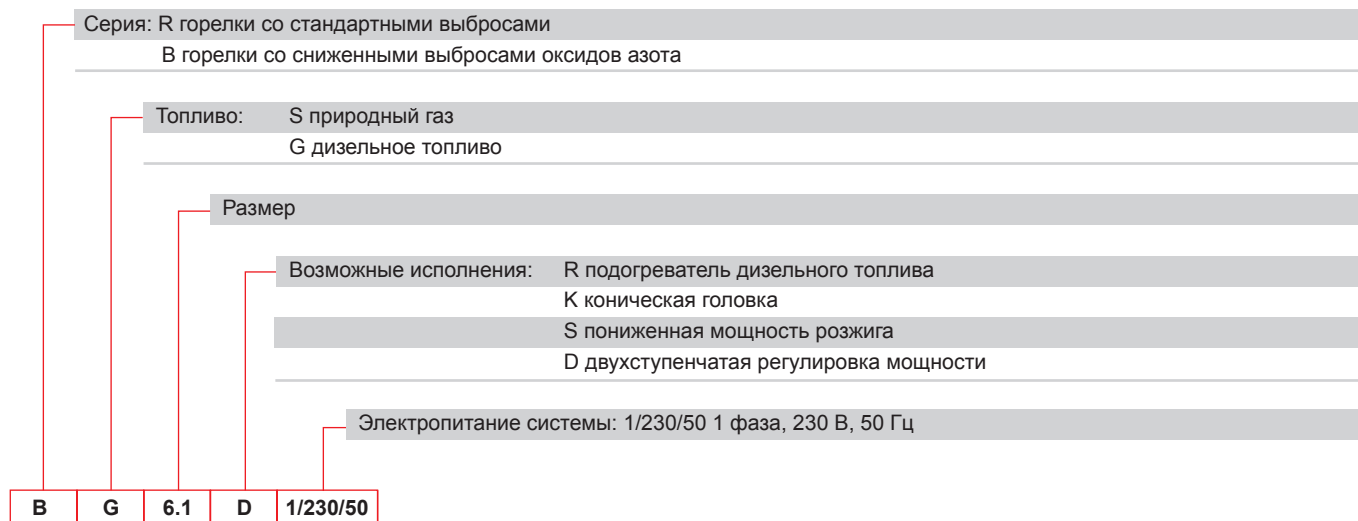 Серия: R горелки со стандартными выбросами
B горелки со сниженными выбросами оксидов азота
Топливо: S природный газ
G дизельное топливо
Размер
Возможные исполнения: R подогреватель дизельного топлива
K коническая головка
S пониженная мощность розжига
D двухступенчатая регулировка мощности
Электропитание системы: 1/230/50 1 фаза, 230 В, 50 Гц
B G 6.1 D 1/230/50